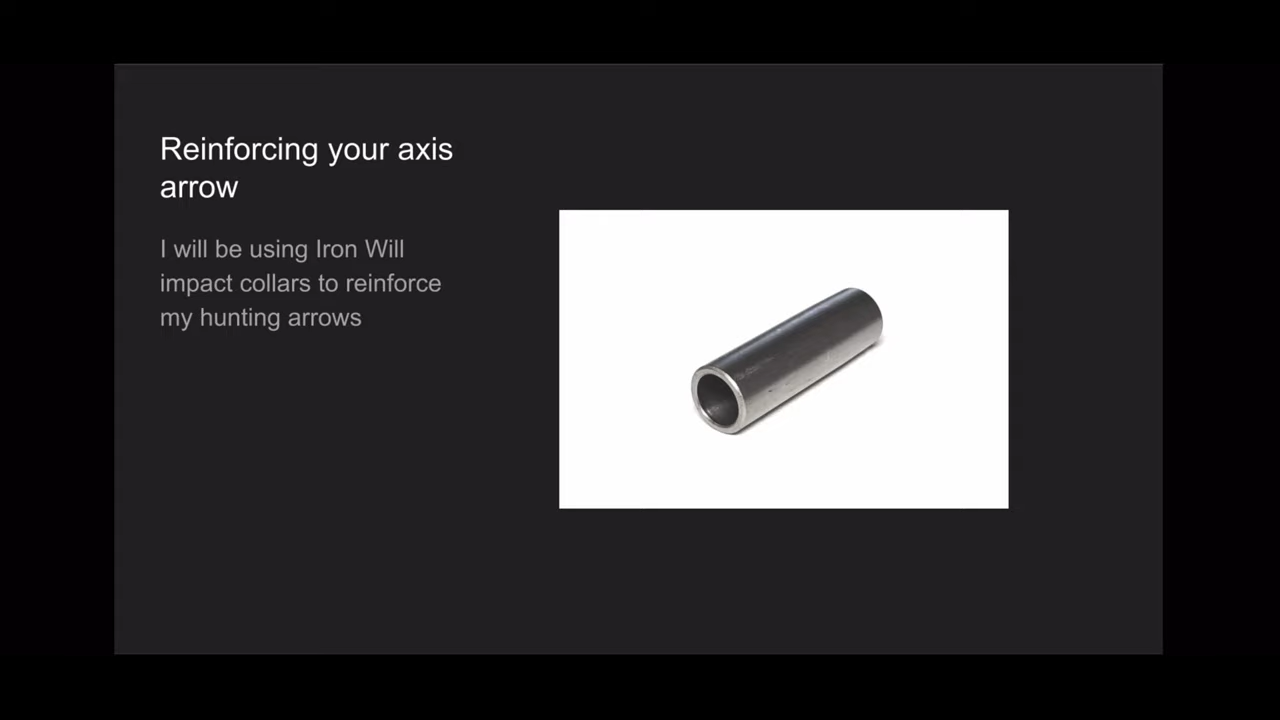 Reinforcing your axis
arrow
I will be using Iron Will
impact collars to reinforce
my hunting arrows